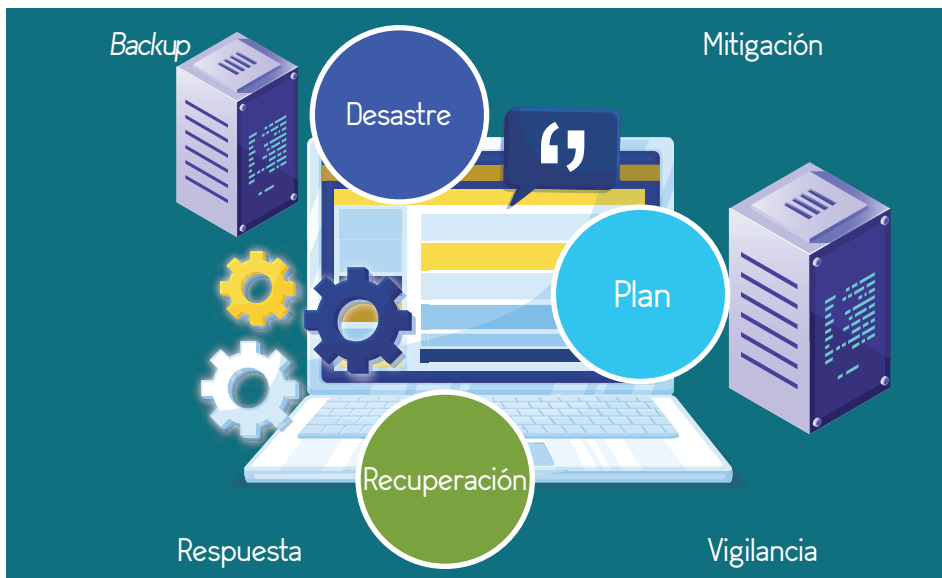 Backup
Mitigación
Desastre
Plan
Recuperación
Respuesta
Vigilancia